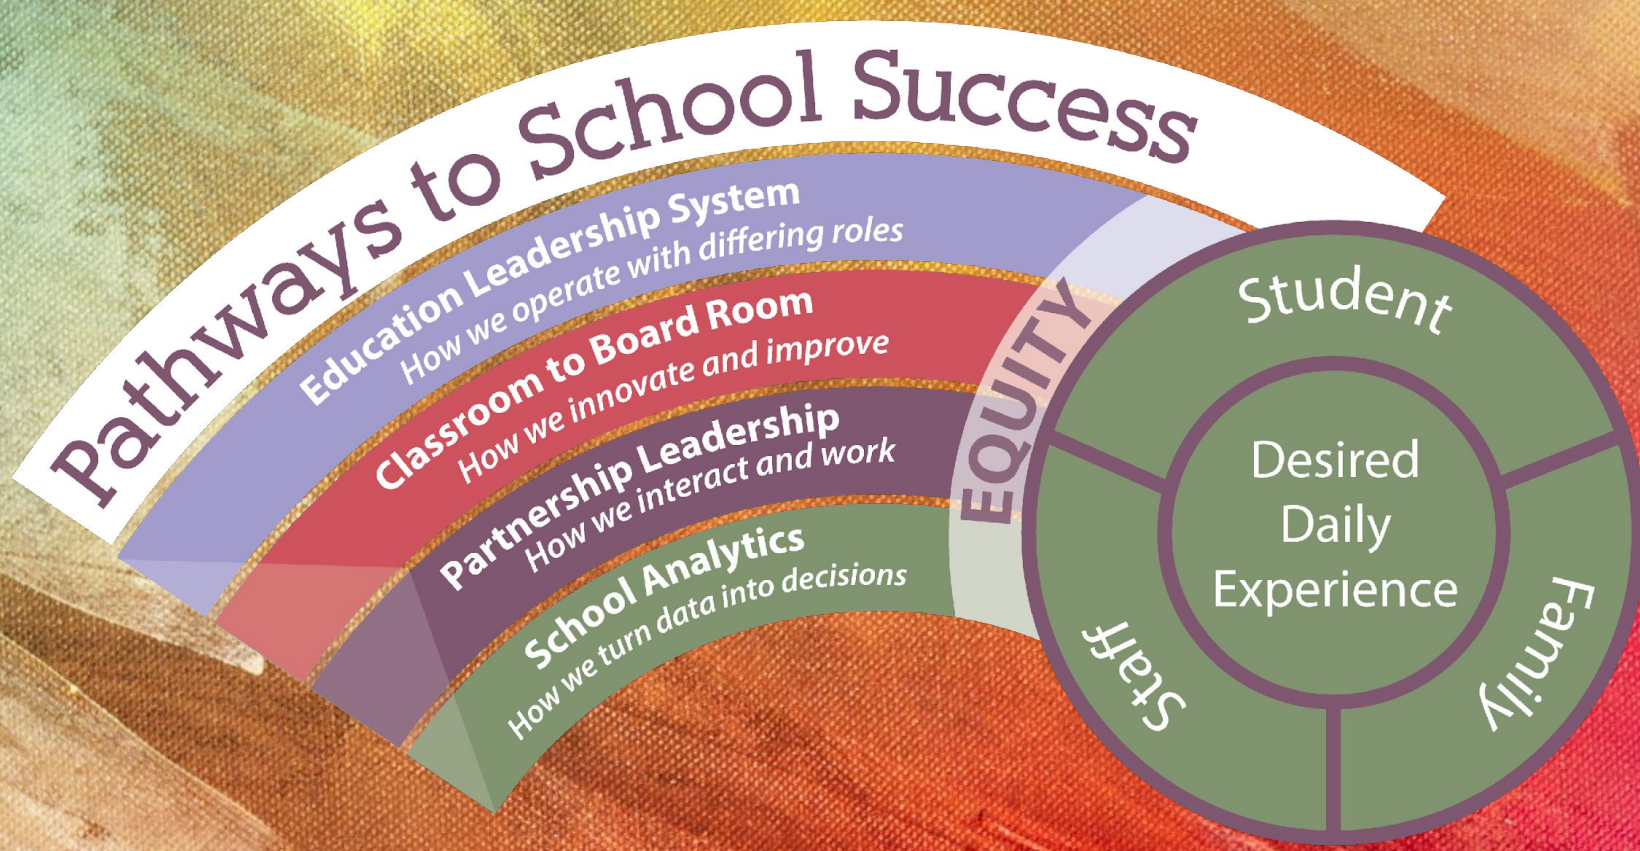 Pathways to School Success
Education Leadership System
How we operate with differing roles
Classroom to Board Room
How we innovate and improve
Partnership Leadership
How we interact and work
School Analytics
How we turn data into decisions
EQUITY
Student
Desired
Daily
Experience
Staff
Family